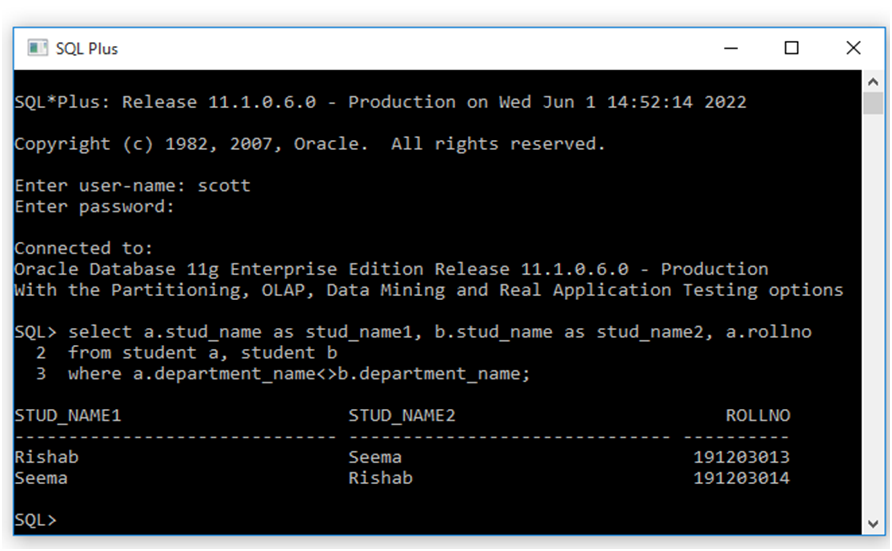 SQL Plus
SQL*Plus: Release 11.1.0.6.0 - Production on Wed Jun 1 14:52:14 2022
Copyright (c) 1982, 2007, Oracle.  All rights reserved.
Enter user-name: scott
Enter password:
Connected to:
Oracle Database 11g Enterprise Edition Release 11.1.0.6.0 - Production
With the Partitioning, OLAP, Data Mining and Real Application Testing options
SQL> select a.stud_name as stud_name1, b.stud_name as stud_name2, a.rollno
  2  from student a, student b
  3  where a.department_name<>b.department_name;
STUD_NAME1                     STUD_NAME2                         ROLLNO
------------------------------ ------------------------------ ----------
Rishab                         Seema                           191203013
Seema                          Rishab                          191203014
SQL>